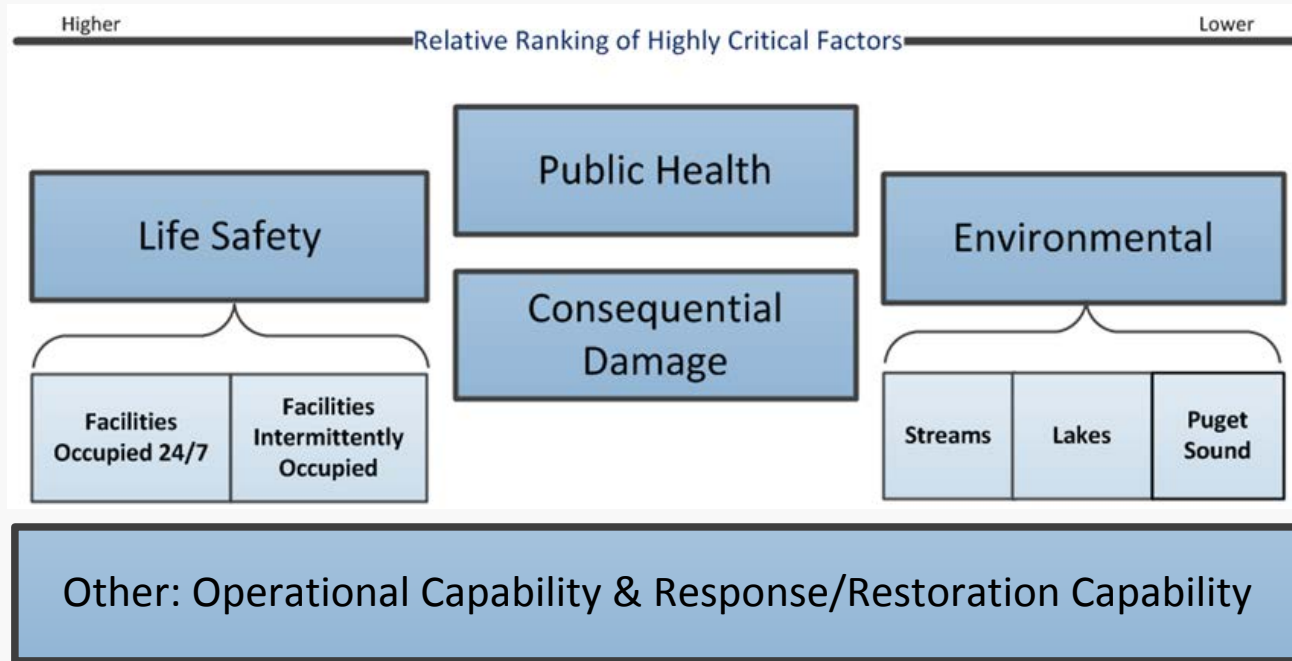 Higher
Relative Ranking of Highly Critical Factors
Lower
Public Health
Life Safety
Environmental
Consequential
Damage
Facilities
Occupied 24/7
Facilities
Intermittently
Occupied
Streams
Lakes
Puget
Sound
Other: Operational Capability & Response/Restoration Capability